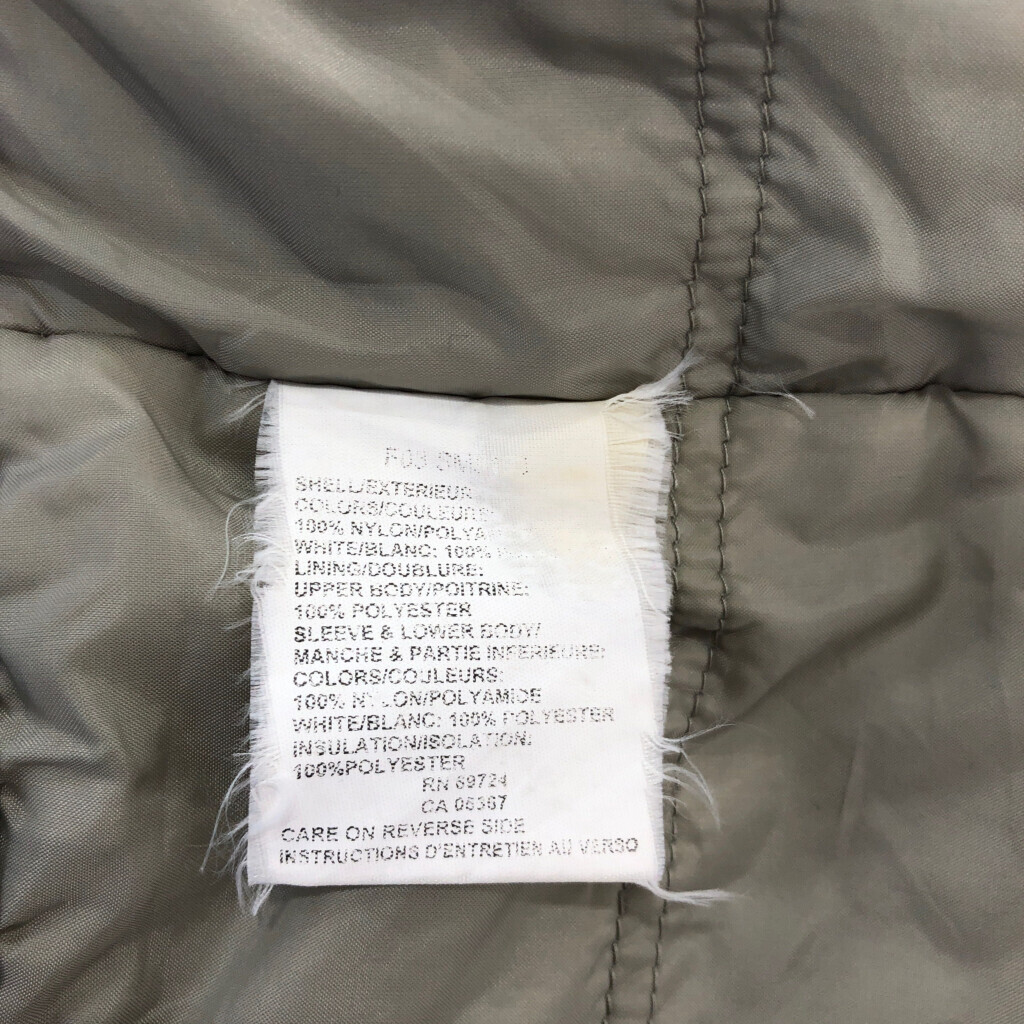 SHELL/EXTERIEUR
COLORS/COULEURS:
100% NYLON/POLYA
WHITE/BLANC: 100%
LINING/DOUBLURE:
UPPER BODY/POITRINE:
100% POLYESTER
SLEEVE & LOWER BODY/
MANCHE & PARTIE INFERIEURE:
COLORS/COULEURS:
100% NYLON/POLYAMIDE
WHITE/BLANC: 100% POLYESTER
INSULATION/ISOLATION:
100%POLYESTER
RN 69724
CA 05367
CARE ON REVERSE SIDE
INSTRUCTIONS D'ENTRETIEN AU VERSO